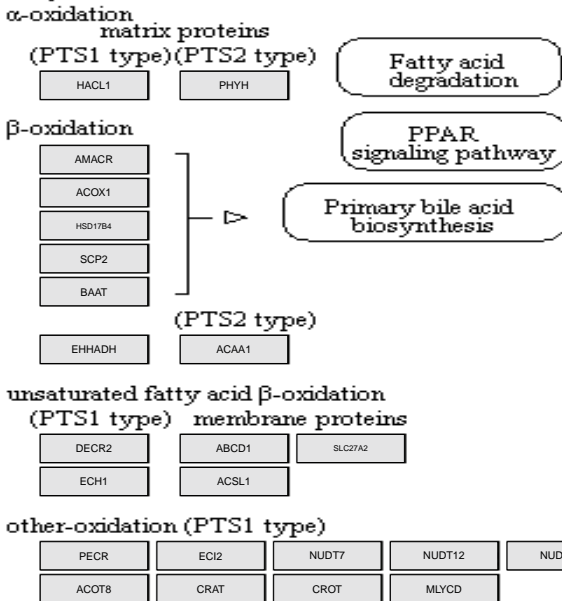 α-oxidation
matrix proteins
(PTS1 type)(PTS2 type)
HACL1 PHYH
Fatty acid
degradation
β-oxidation
PPAR
signaling pathway
AMACR
ACOX1
HSD17B4
SCP2
BAAT
Primary bile acid
biosynthesis
(PTS2 type)
EHHADH ACAA1
unsaturated fatty acid β-oxidation
(PTS1 type) membrane proteins
DECR2 ABCD1 SLC27A2
ECH1 ACSL1
other-oxidation (PTS1 type)
PECR ECI2 NUDT7 NUDT12 NUD
ACOT8 CRAT CROT MLYCD